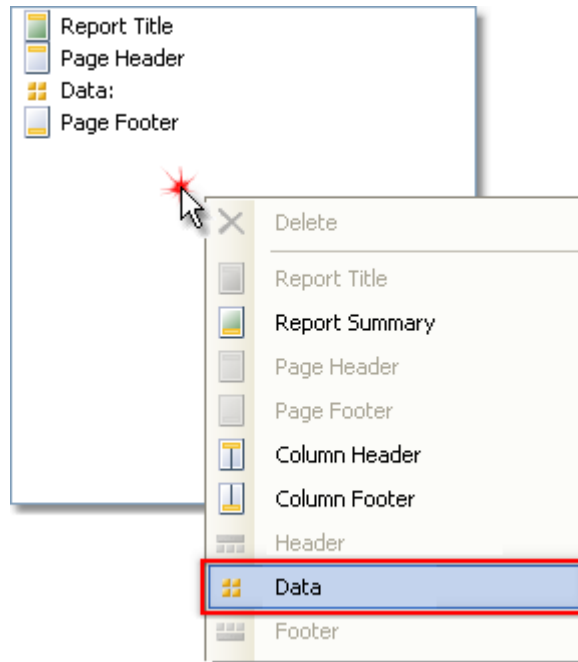 Report Title
Page Header
Data:
Page Footer
Delete
Report Title
Report Summary
Page Header
Page Footer
Column Header
Column Footer
Header
Data
Footer